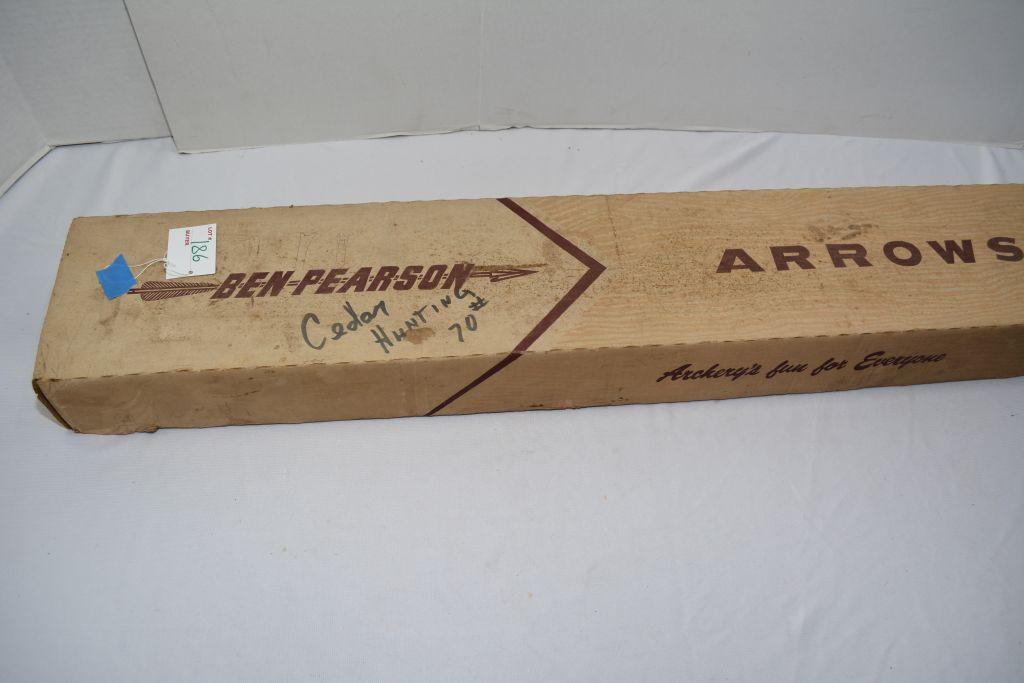 LOT # 186
BEN-PEARSON
Cedar
HUNTING
70#
ARROWS
Archery's fun for Everyone